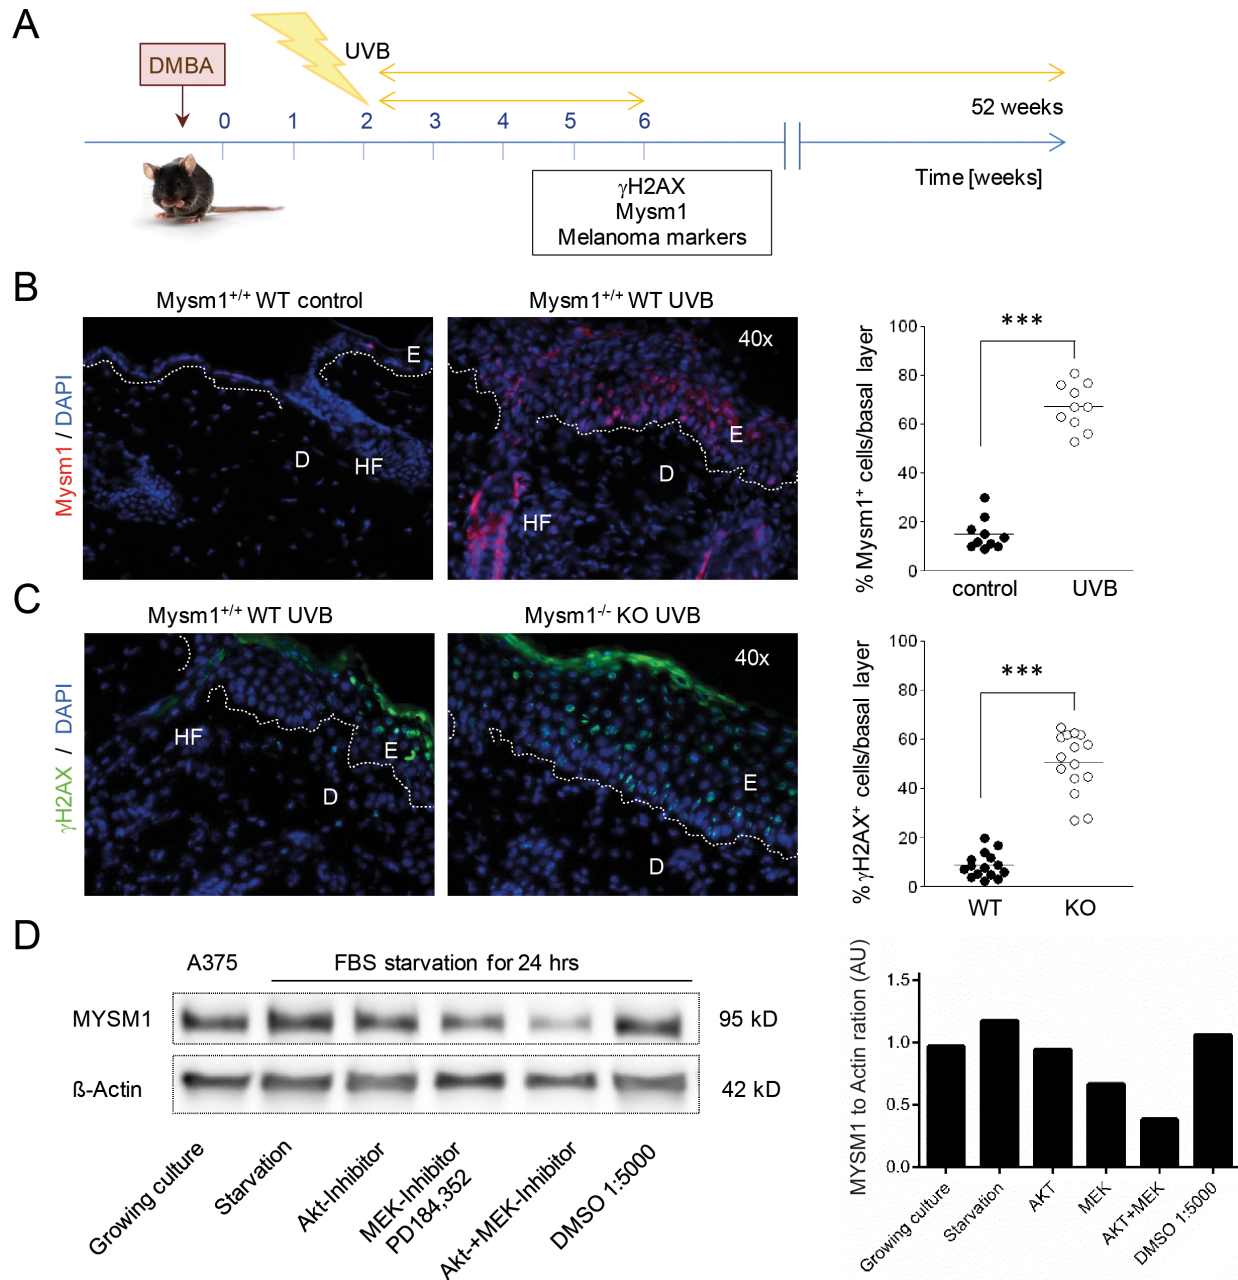 A
DMBA
UVB
0 1 2 3 4 5 6
52 weeks
Time [weeks]
γH2AX
Mysm1
Melanoma markers
B
Mysm1+/+ WT control
Mysm1+/+ WT UVB
Mysm1 / DAPI
E
D
HF
40x
E
D
HF
% Mysm1+ cells/basal layer
100
80
60
40
20
0
***
control
UVB
C
Mysm1+/+ WT UVB
Mysm1-/- KO UVB
γH2AX / DAPI
HF
E
D
40x
E
D
% γH2AX+ cells/basal layer
100
80
60
40
20
0
***
WT
KO
D
A375
FBS starvation for 24 hrs
MYSM1
95 kD
ß-Actin
42 kD
Growing culture
Starvation
Akt-Inhibitor
MEK-Inhibitor
PD184,352
Akt-+MEK-Inhibitor
DMSO 1:5000
MYSM1 to Actin ration (AU)
1.5
1.0
0.5
0.0
Growing culture
Starvation
AKT
MEK
AKT+MEK
DMSO 1:5000